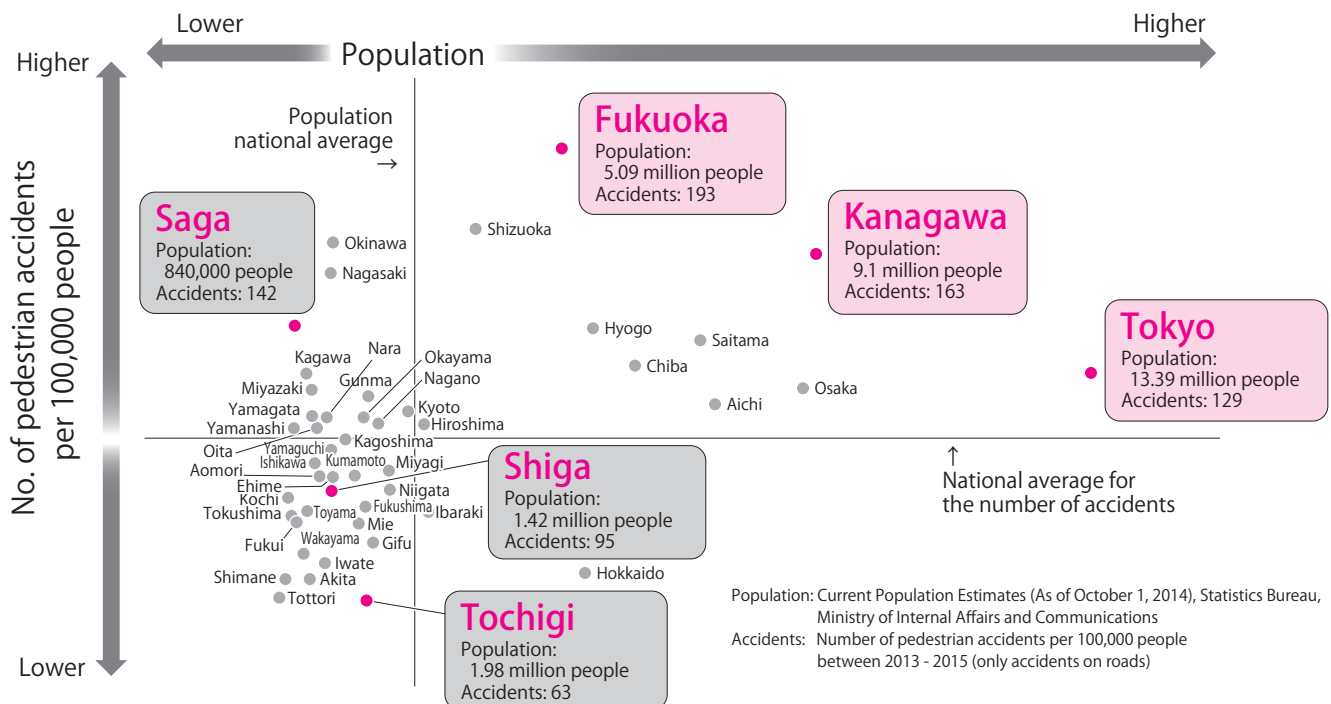 Lower
Higher
Population
Higher
Lower
No. of pedestrian accidents
per 100,000 people
Population
national average
→
Fukuoka
Population:
5.09 million people
Accidents: 193
Kanagawa
Population:
9.1 million people
Accidents: 163
Tokyo
Population:
13.39 million people
Accidents: 129
Saga
Population:
840,000 people
Accidents: 142
Okinawa
Nagasaki
Shizuoka
Hyogo
Saitama
Chiba
Osaka
Aichi
Nara
Okayama
Kagawa
Gunma
Nagano
Miyazaki
Yamagata
Kyoto
Yamanashi
Hiroshima
Oita
Yamaguchi
Kagoshima
Ishikawa
Kumamoto
Miyagi
Aomori
Ehime
Kochi
Niigata
Tokushima
Toyama
Fukushima
Ibaraki
Mie
Fukui
Wakayama
Gifu
Iwate
Shimane
Akita
Tottori
Hokkaido
Shiga
Population:
1.42 million people
Accidents: 95
Tochigi
Population:
1.98 million people
Accidents: 63
↑
National average for
the number of accidents
Population: Current Population Estimates (As of October 1, 2014), Statistics Bureau,
Ministry of Internal Affairs and Communications
Accidents: Number of pedestrian accidents per 100,000 people
between 2013 - 2015 (only accidents on roads)